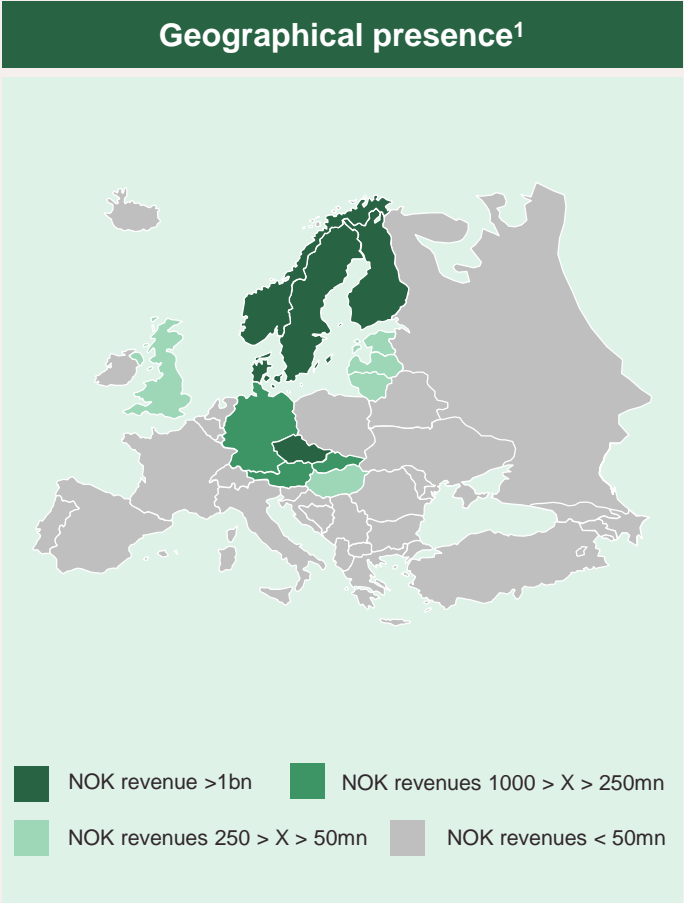 Geographical presence¹
NOK revenue >1bn
NOK revenues 1000 > X > 250mn
NOK revenues 250 > X > 50mn
NOK revenues < 50mn